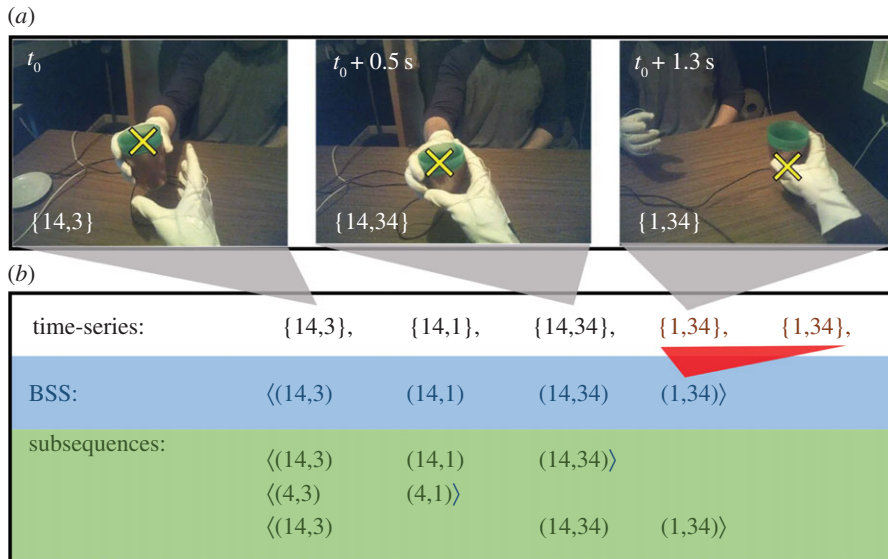 (a)
t0 t0 + 0.5 s t0 + 1.3 s
{14,3} {14,34} {1,34}
(b)
time-series: {14,3}, {14,1}, {14,34}, {1,34}, {1,34},
BSS: ⟨(14,3) (14,1) (14,34) (1,34)⟩
subsequences:
⟨(14,3) (14,1) (14,34)⟩
⟨(4,3) (4,1)⟩
⟨(14,3) (14,34) (1,34)⟩